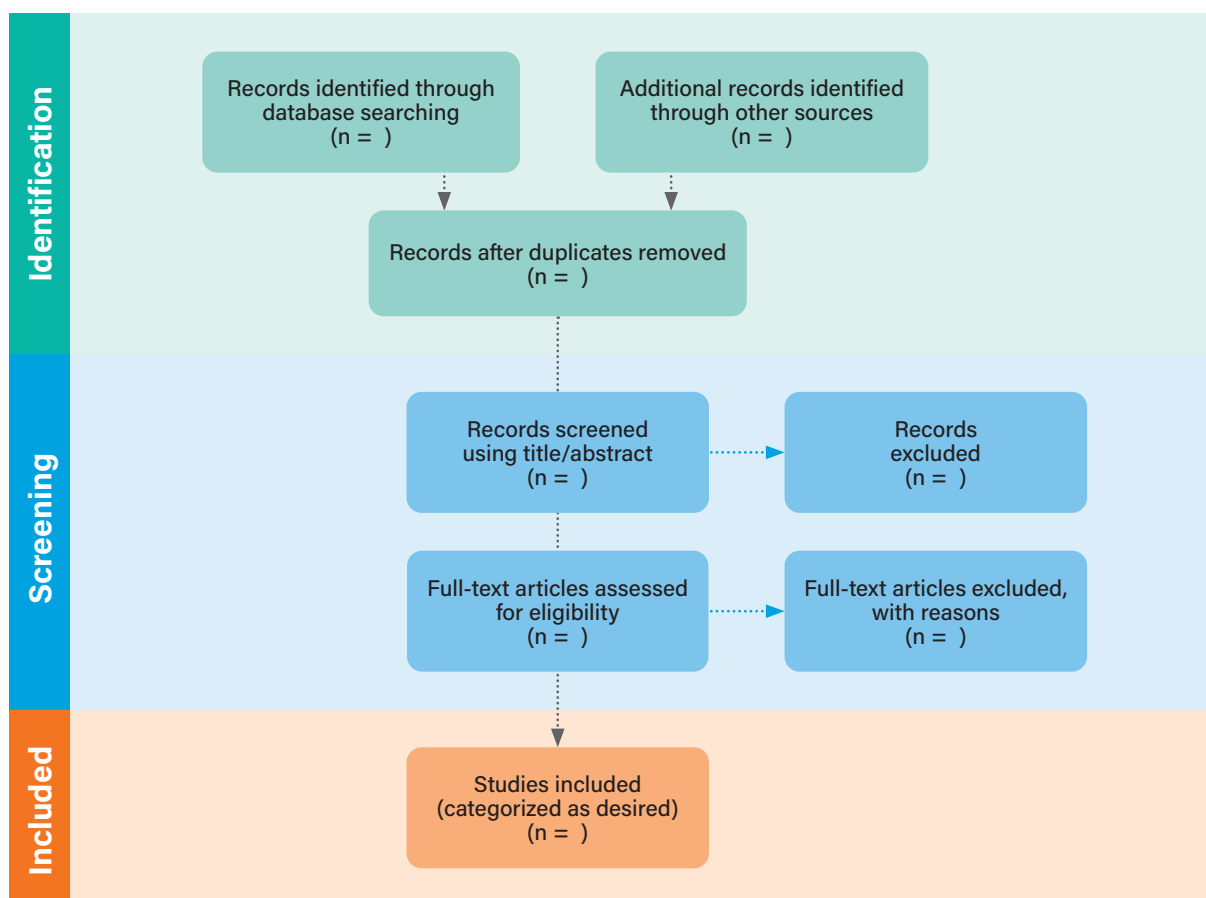 Identification
Records identified through
database searching
(n =  )
Additional records identified
through other sources
(n =  )
Records after duplicates removed
(n =  )
Screening
Records screened
using title/abstract
(n =  )
Records
excluded
(n =  )
Full-text articles assessed
for eligibility
(n =  )
Full-text articles excluded,
with reasons
(n =  )
Included
Studies included
(categorized as desired)
(n =  )